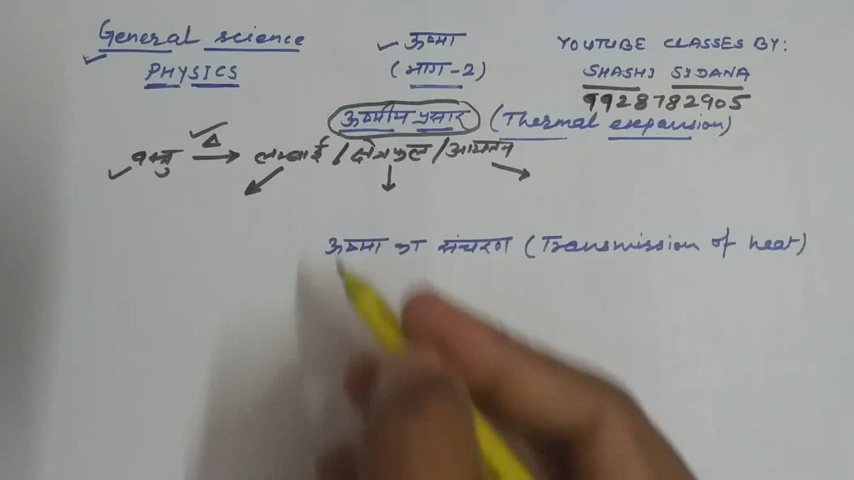 General science
PHYSICS
ऊष्मा
(भाग-2)
YOUTUBE CLASSES BY:
SHASHI SIDANA
9928782905
ऊष्मीय प्रसार (Thermal expansion)
वस्तु Δ → लम्बाई / क्षेत्रफल / आयतन
ऊष्मा का संचरण (Transmission of heat)